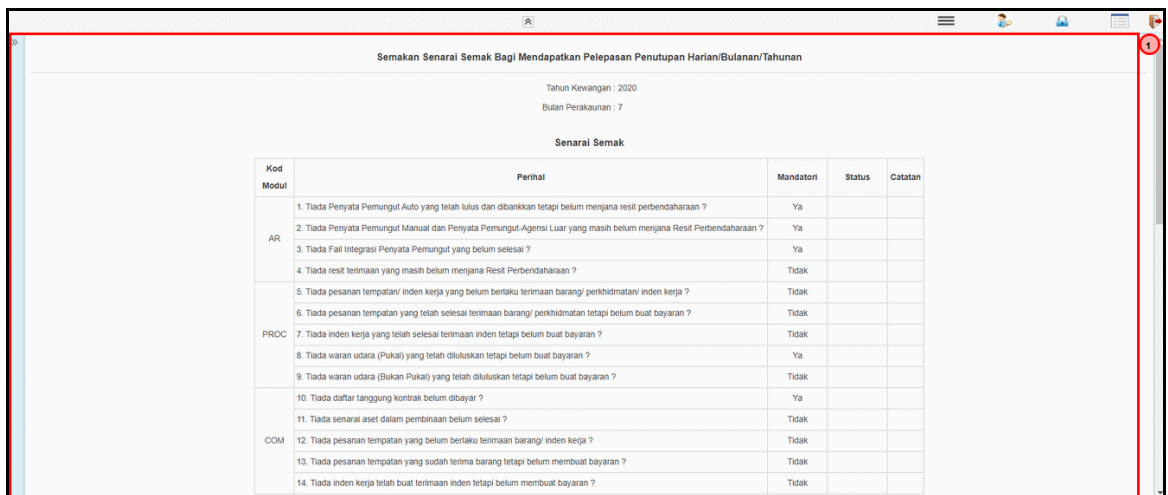 1
Semakan Senarai Semak Bagi Mendapatkan Pelepasan Penutupan Harian/Bulanan/Tahunan
Tahun Kewangan : 2020
Bulan Perakaunan : 7
Senarai Semak
Kod Modul Perihal Mandatori Status Catatan
AR
1. Tiada Penyata Pemungut Auto yang telah lulus dan dibankkan tetapi belum menjana resit perbendaharaan ? Ya
2. Tiada Penyata Pemungut Manual dan Penyata Pemungut-Agensi Luar yang masih belum menjana Resit Perbendaharaan ? Ya
3. Tiada Fail Integrasi Penyata Pemungut yang belum selesai ? Ya
4. Tiada resit terimaan yang masih belum menjana Resit Perbendaharaan ? Tidak
PROC
5. Tiada pesanan tempatan/ inden kerja yang belum berlaku terimaan barang/ perkhidmatan/ inden kerja ? Tidak
6. Tiada pesanan tempatan yang telah selesai terimaan barang/ perkhidmatan tetapi belum buat bayaran ? Tidak
7. Tiada inden kerja yang telah selesai terimaan inden tetapi belum buat bayaran ? Tidak
8. Tiada waran udara (Pukal) yang telah diluluskan tetapi belum buat bayaran ? Ya
9. Tiada waran udara (Bukan Pukal) yang telah diluluskan tetapi belum buat bayaran ? Tidak
COM
10. Tiada daftar tanggung kontrak belum dibayar ? Ya
11. Tiada senarai aset dalam pembinaan belum selesai ? Tidak
12. Tiada pesanan tempatan yang belum berlaku terimaan barang/ inden kerja ? Tidak
13. Tiada pesanan tempatan yang sudah terima barang tetapi belum membuat bayaran ? Tidak
14. Tiada inden kerja telah buat terimaan inden tetapi belum membuat bayaran ? Tidak